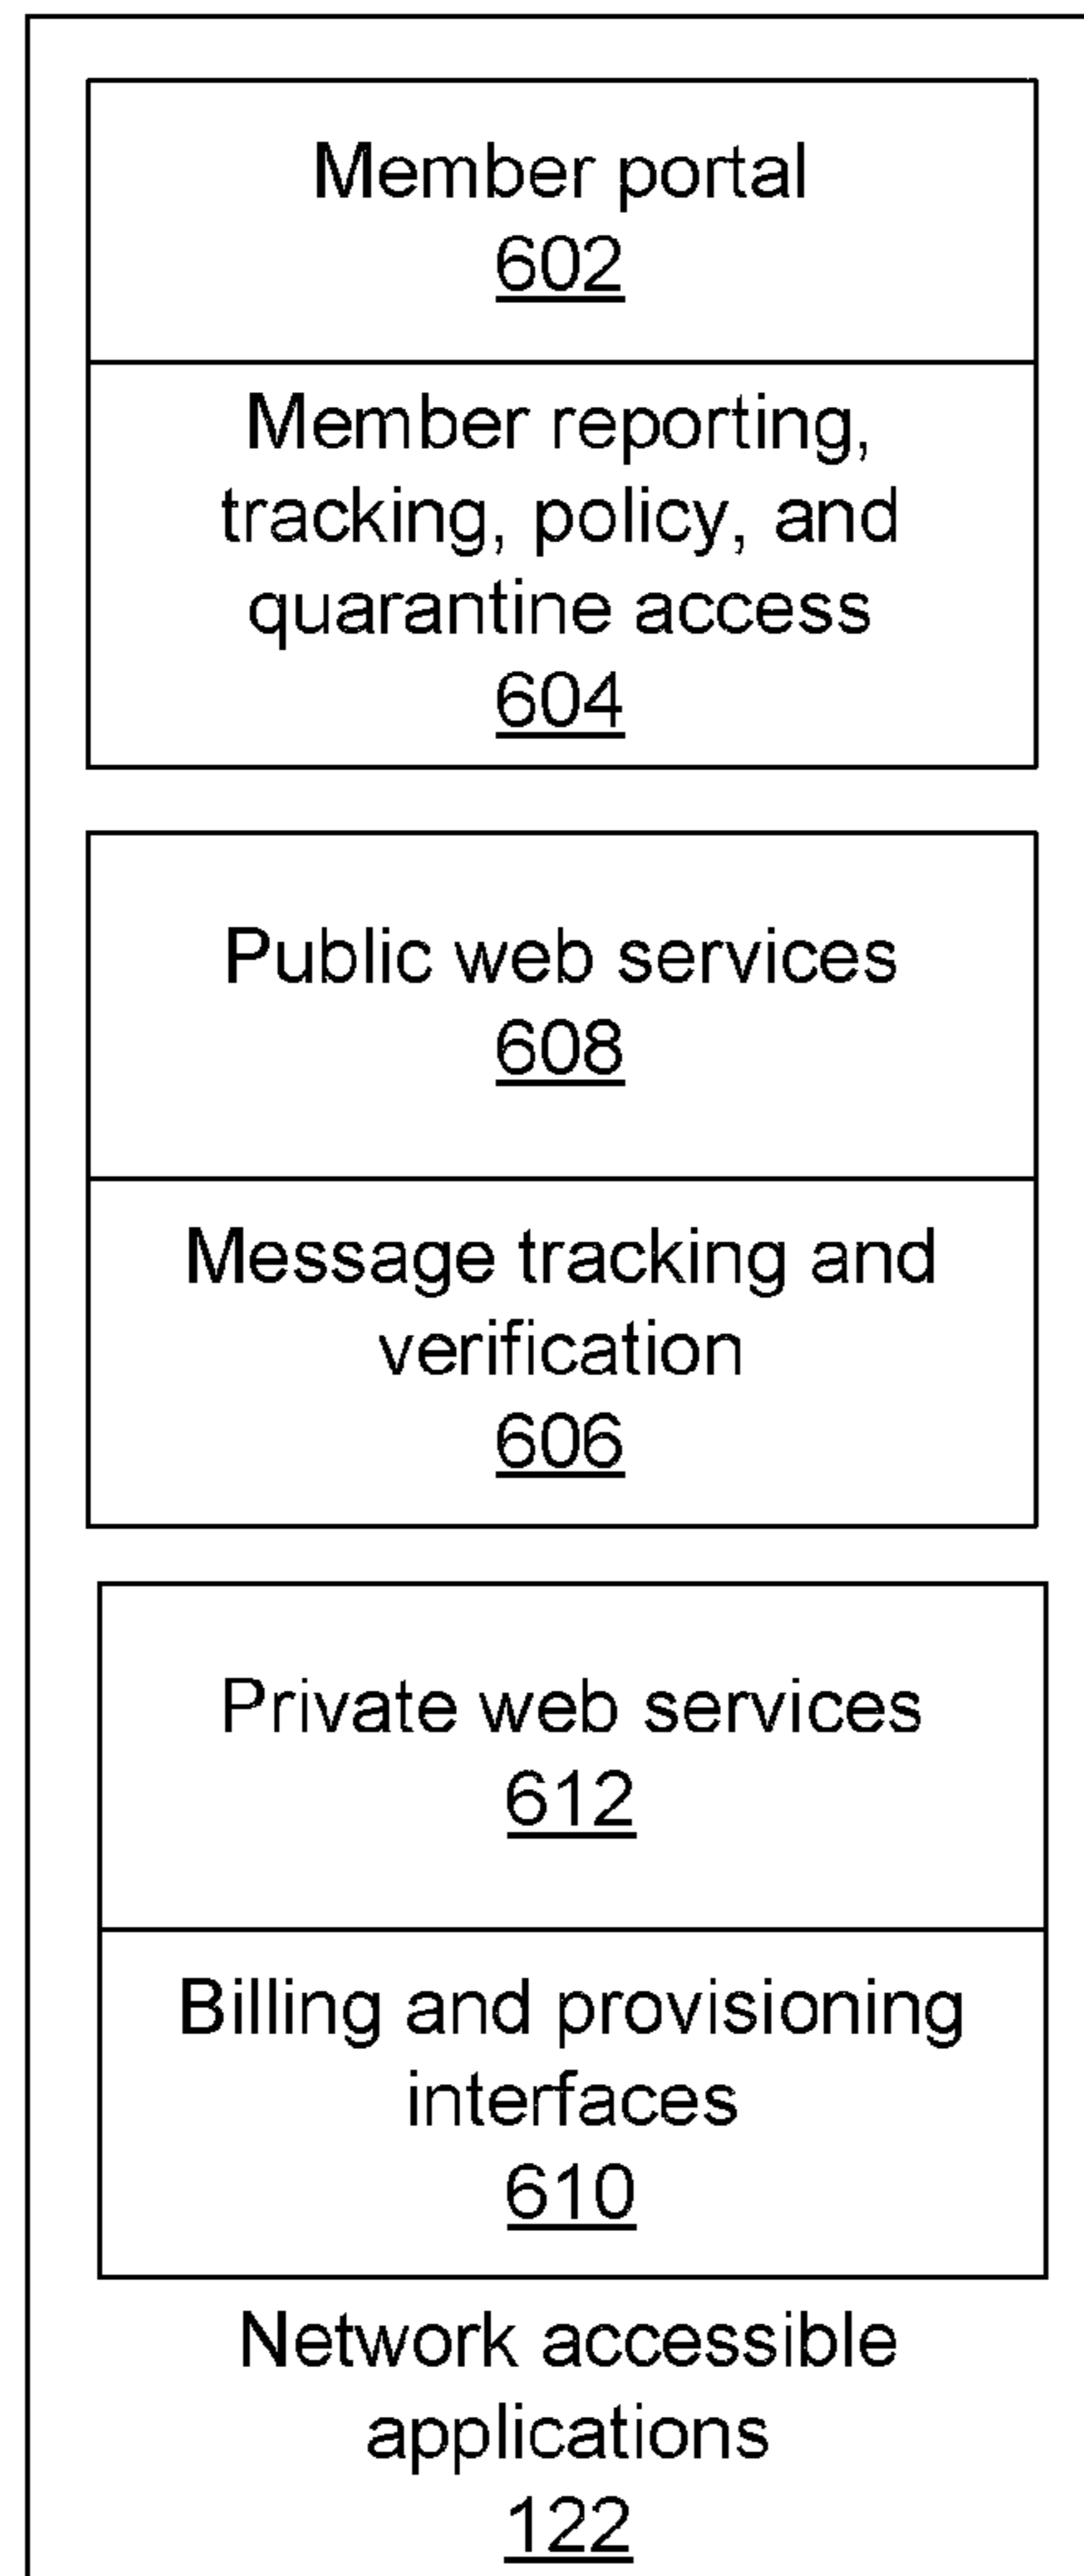 Member portal
602
Member reporting,
tracking, policy, and
quarantine access
604
Public web services
608
Message tracking and
verification
606
Private web services
612
Billing and provisioning
interfaces
610
Network accessible
applications
122